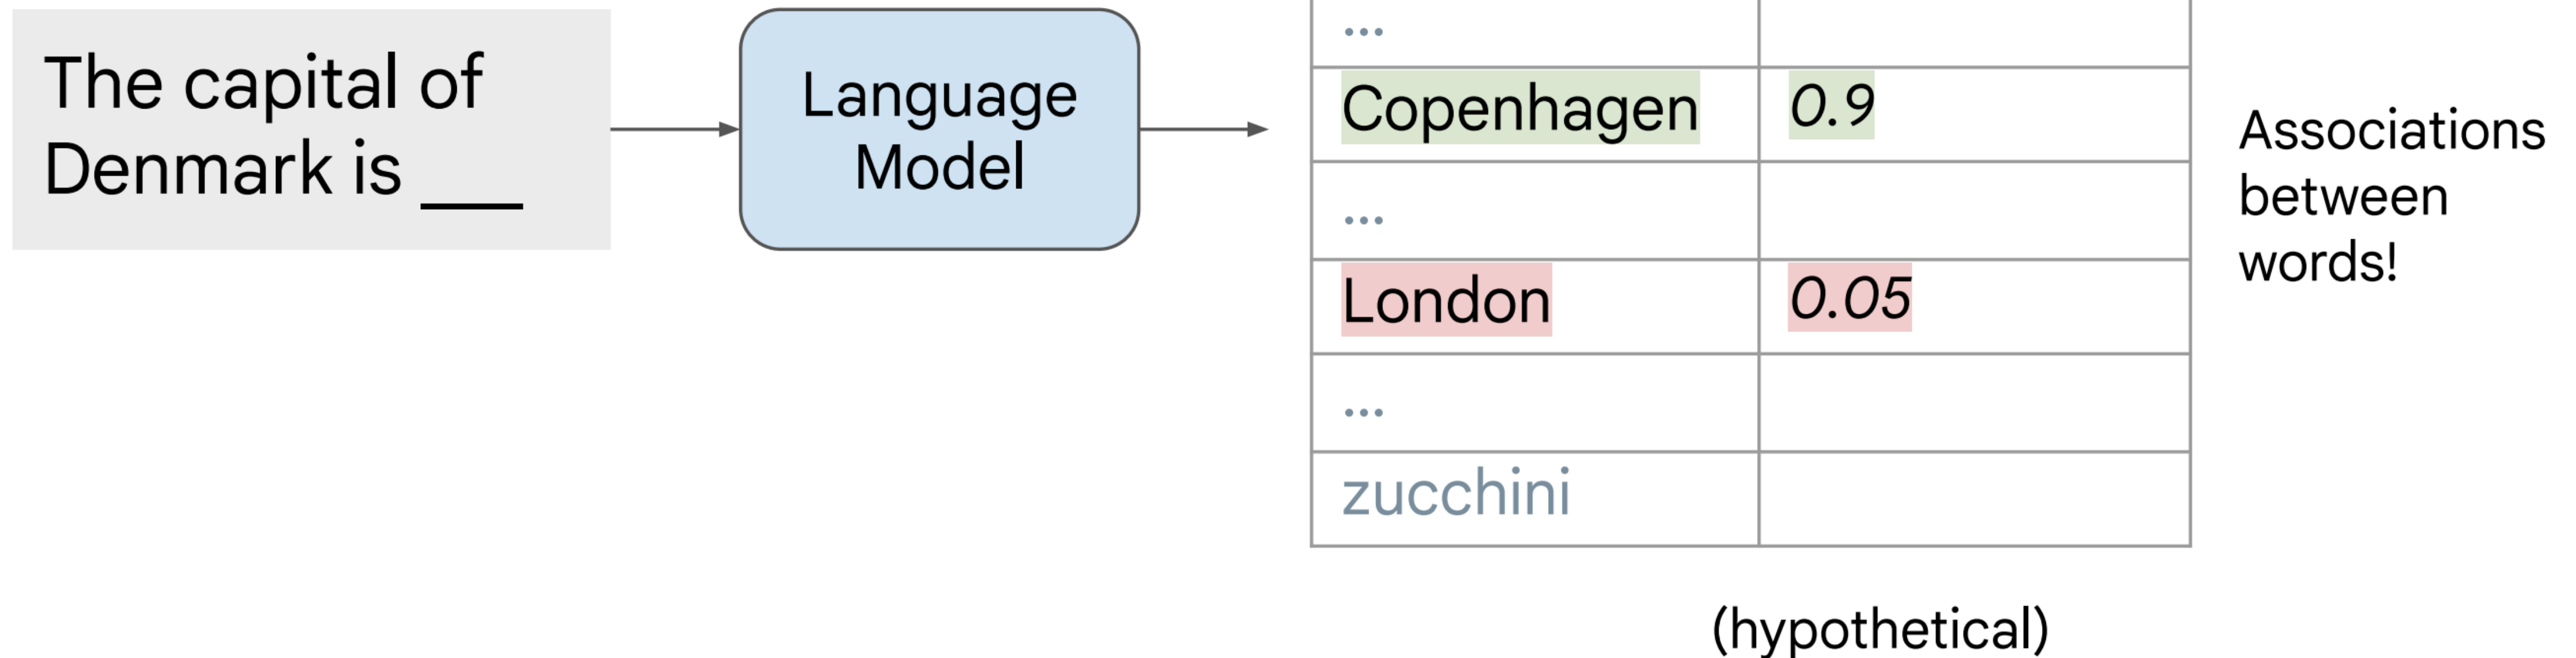 The capital of
Denmark is ___
Language
Model
...
Copenhagen 0.9
...
London 0.05
...
zucchini
Associations
between
words!
(hypothetical)